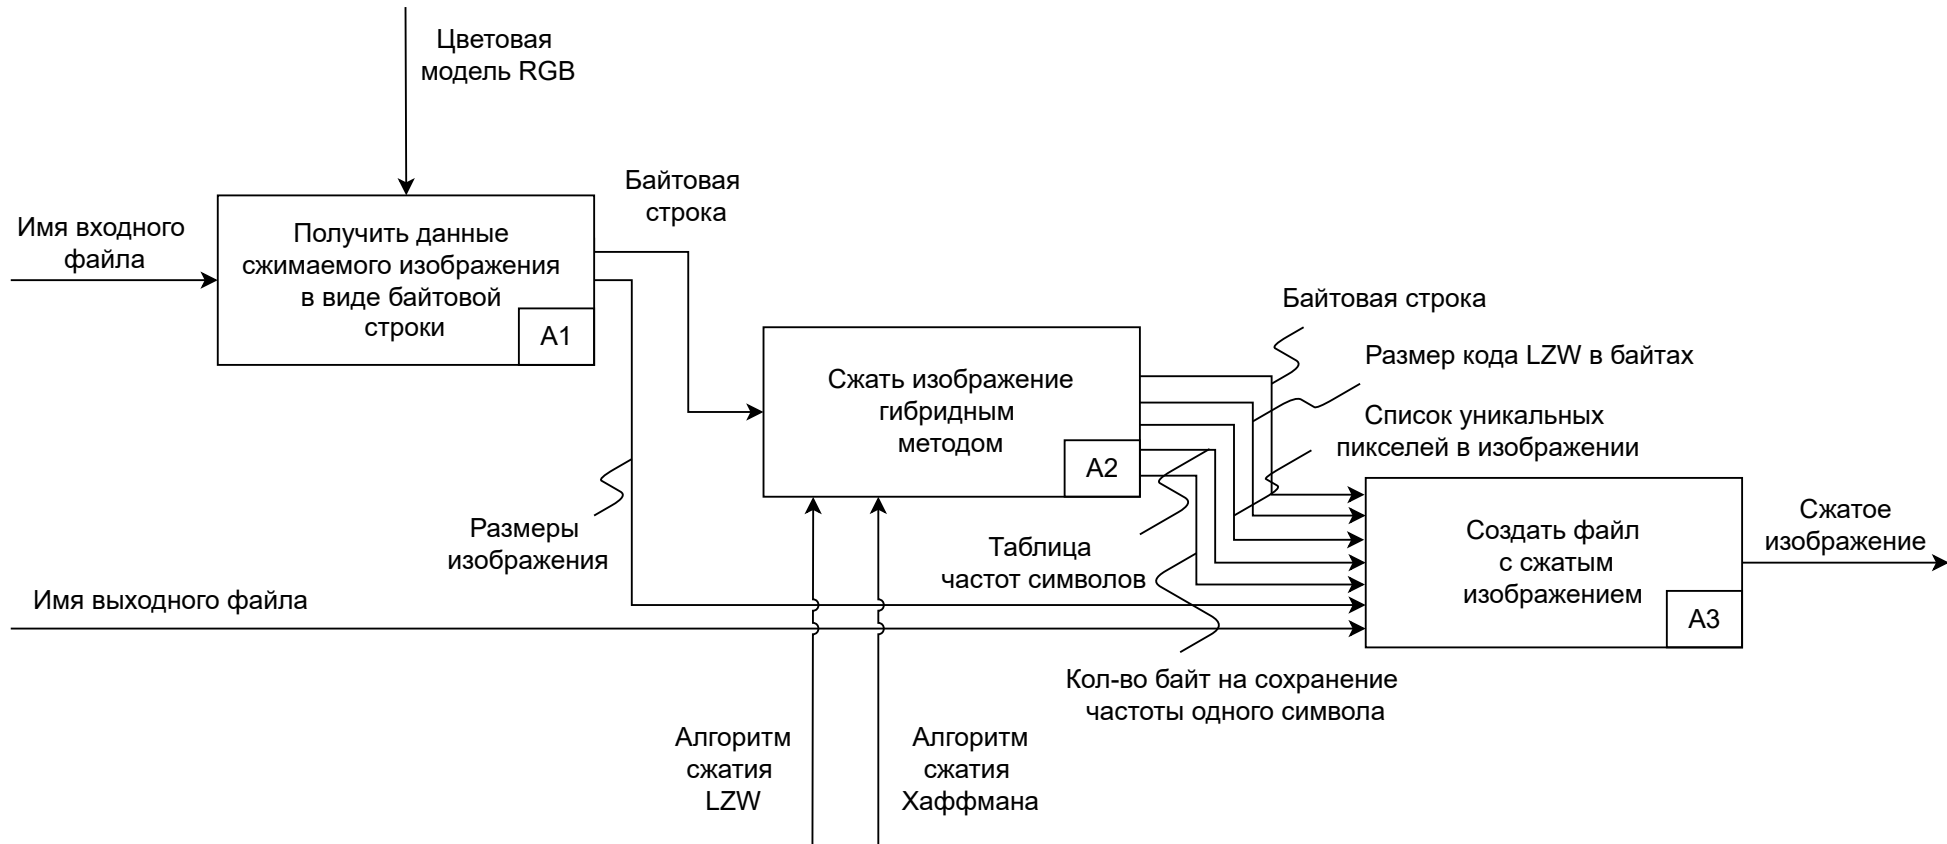 Цветовая
модель RGB
Байтовая
строка
Имя входного
файла
Получить данные
сжимаемого изображения
в виде байтовой
строки
A1
Байтовая строка
Размер кода LZW в байтах
Список уникальных
пикселей в изображении
Сжать изображение
гибридным
методом
A2
Размеры
изображения
Таблица
частот символов
Создать файл
с сжатым
изображением
A3
Сжатое
изображение
Имя выходного файла
Кол-во байт на сохранение
частоты одного символа
Алгоритм
сжатия
LZW
Алгоритм
сжатия
Хаффмана